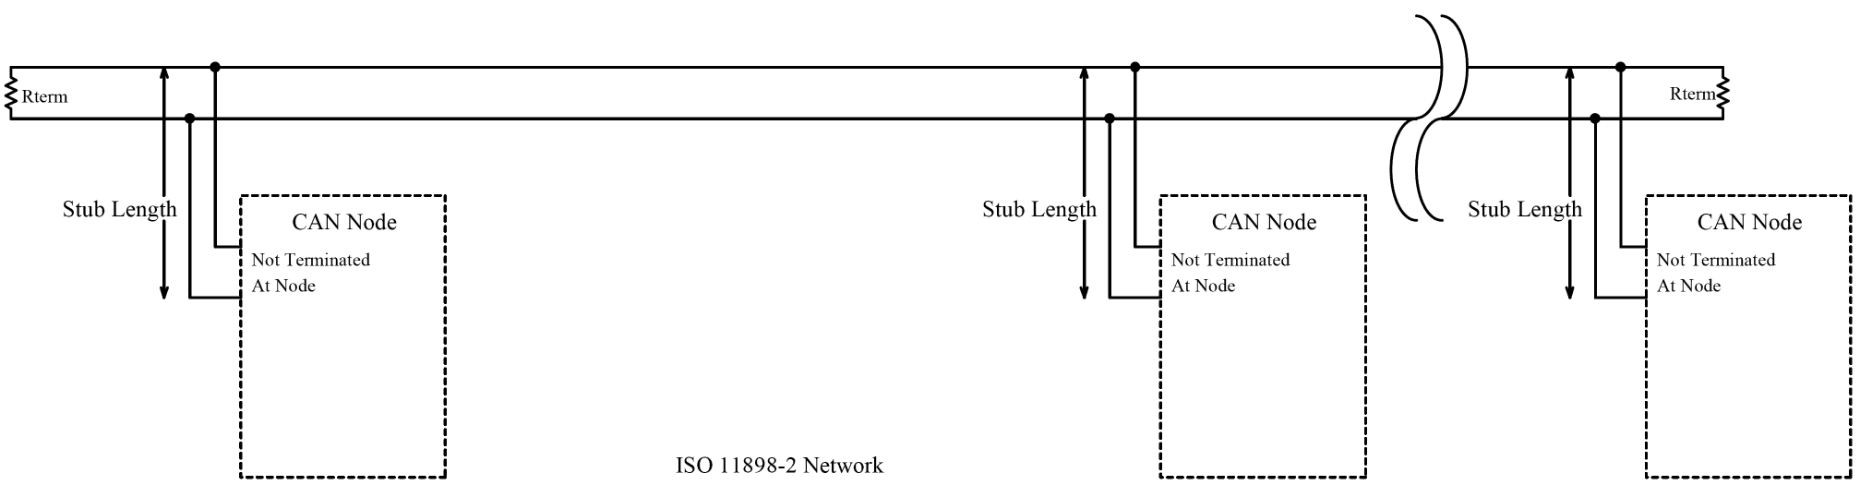 Rterm
Rterm
Stub Length
CAN Node
Not Terminated
At Node
Stub Length
CAN Node
Not Terminated
At Node
Stub Length
CAN Node
Not Terminated
At Node
ISO 11898-2 Network